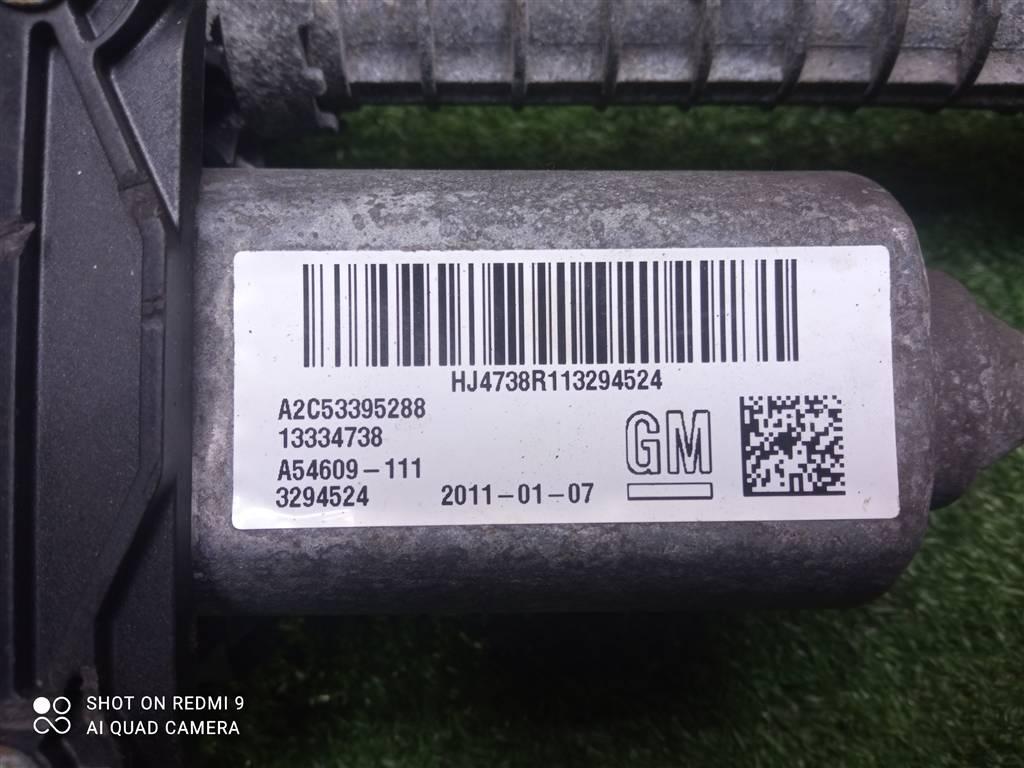 HJ4738R113294524
A2C53395288
13334738
A54609-111
3294524 2011-01-07
GM
SHOT ON REDMI 9
AI QUAD CAMERA